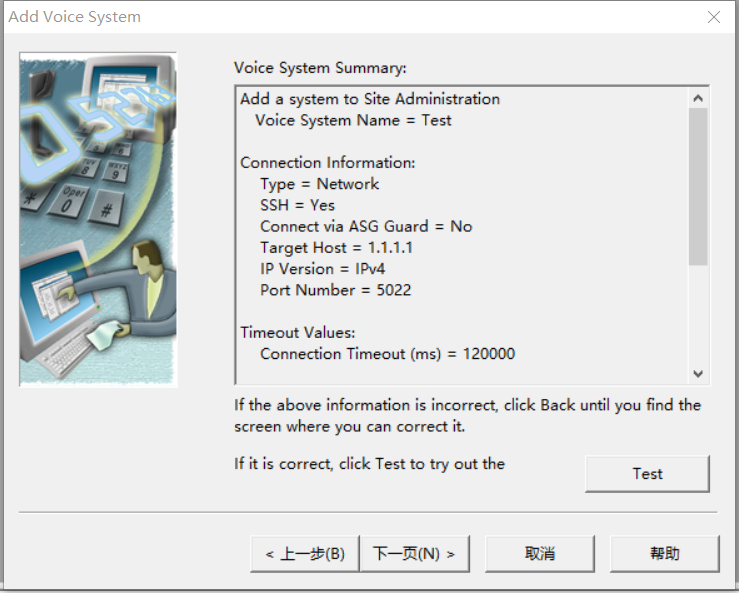 Add Voice System
Voice System Summary:
Add a system to Site Administration
Voice System Name = Test
Connection Information:
Type = Network
SSH = Yes
Connect via ASG Guard = No
Target Host = 1.1.1.1
IP Version = IPv4
Port Number = 5022
Timeout Values:
Connection Timeout (ms) = 120000
If the above information is incorrect, click Back until you find the
screen where you can correct it.
If it is correct, click Test to try out the
Test
< 上一步(B)
下一页(N) >
取消
帮助
Oper
0
#
*
8
9